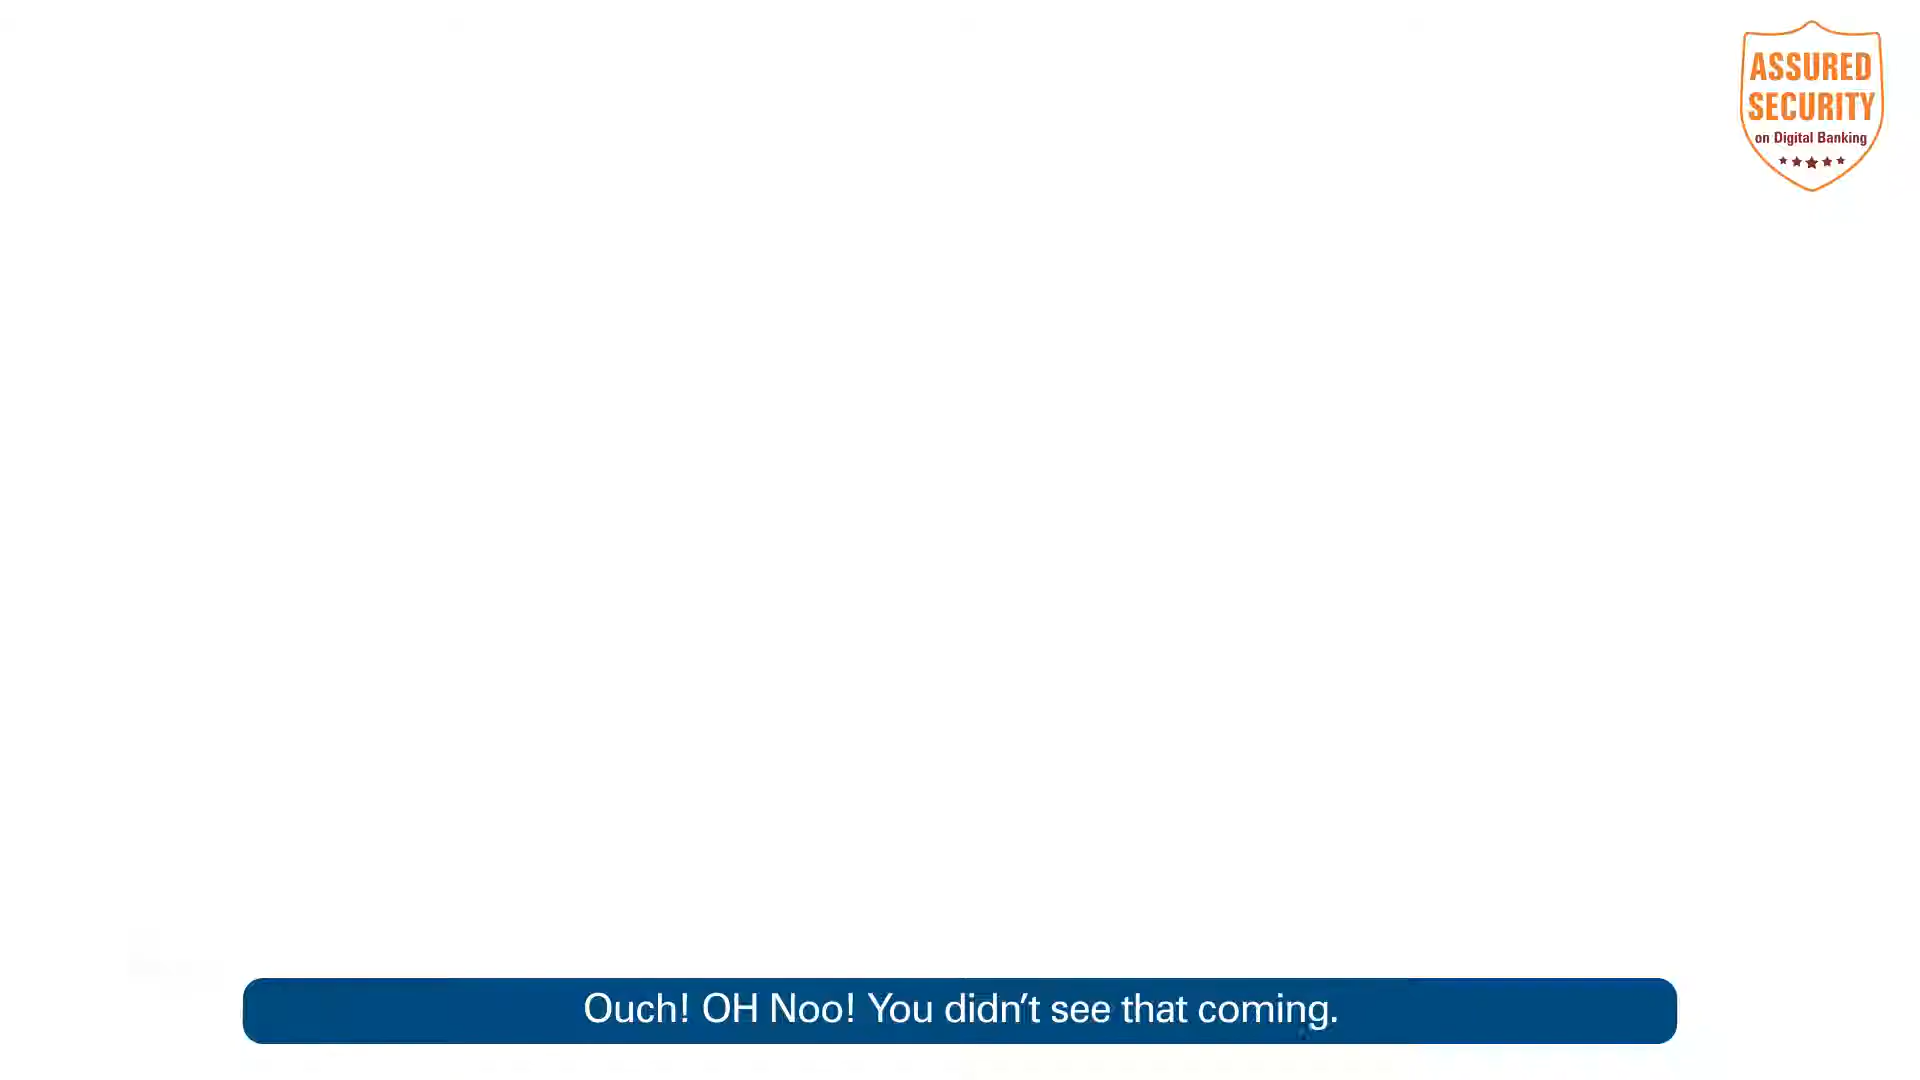 ASSURED
SECURITY
on Digital Banking
Ouch! OH Noo! You didn’t see that coming.